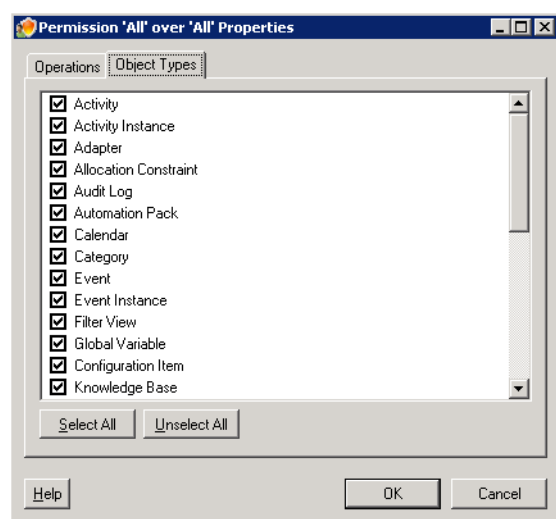 Permission 'All' over 'All' Properties
Operations Object Types
Activity
Activity Instance
Adapter
Allocation Constraint
Audit Log
Automation Pack
Calendar
Category
Event
Event Instance
Filter View
Global Variable
Configuration Item
Knowledge Base
Select All Unselect All
Help OK Cancel